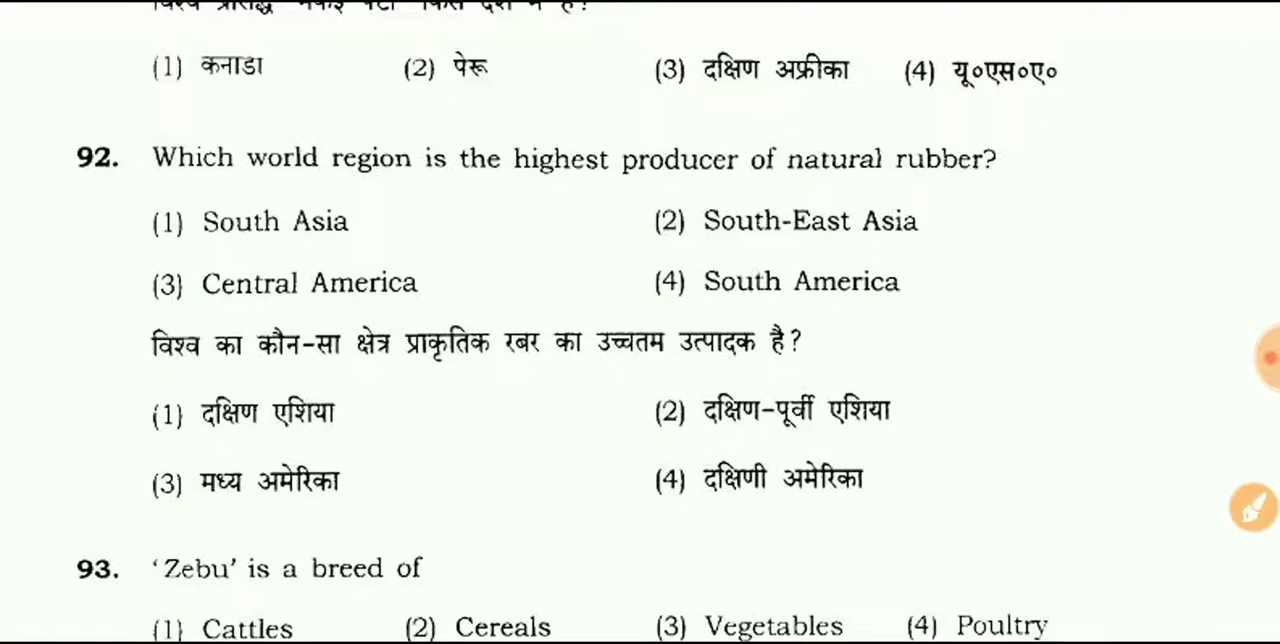 (1) कनाडा (2) पेरू (3) दक्षिण अफ्रीका (4) यू०एस०ए०
92. Which world region is the highest producer of natural rubber?
(1) South Asia (2) South-East Asia
(3) Central America (4) South America
विश्व का कौन-सा क्षेत्र प्राकृतिक रबर का उच्चतम उत्पादक है?
(1) दक्षिण एशिया (2) दक्षिण-पूर्वी एशिया
(3) मध्य अमेरिका (4) दक्षिणी अमेरिका
93. 'Zebu' is a breed of
(1) Cattles (2) Cereals (3) Vegetables (4) Poultry